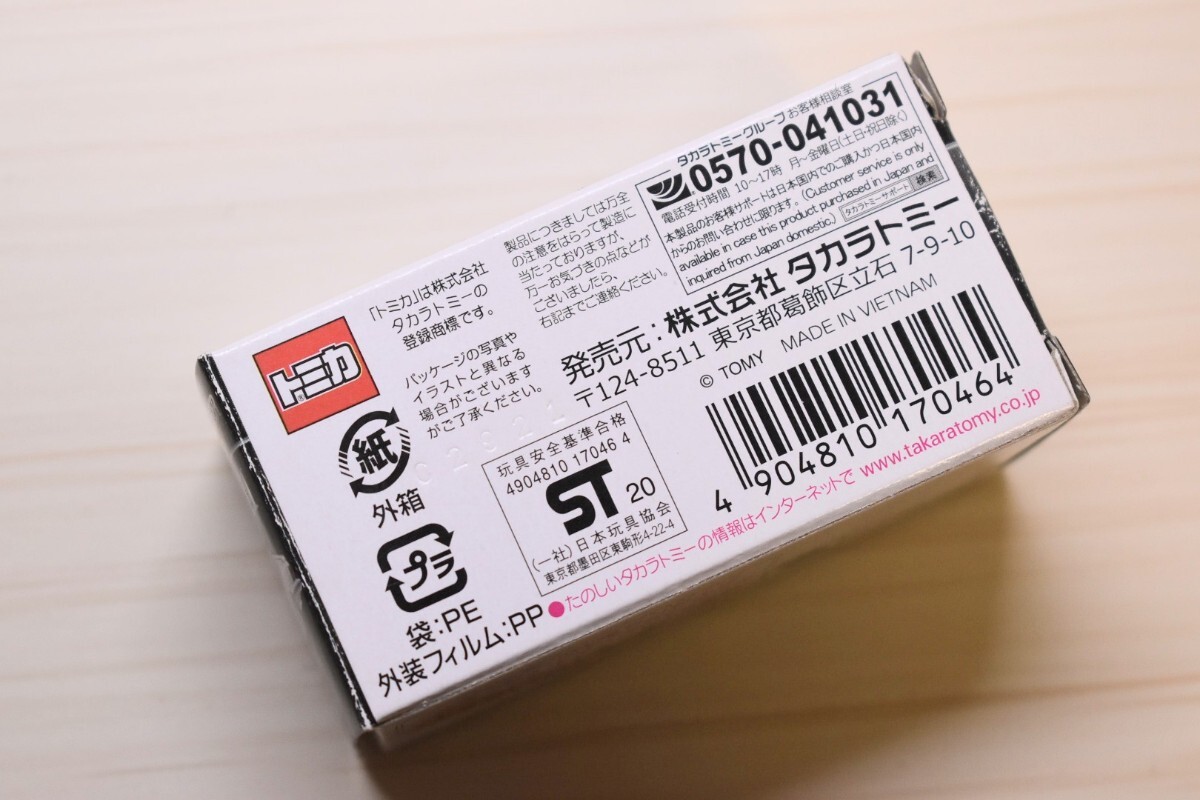 トミカ
®
紙
外箱
プラ
袋:PE
外装フィルム:PP
「トミカ」は株式会社
タカラトミーの
登録商標です。
パッケージの写真や
イラストと異なる
場合がございます
がご了承ください。
製品につきましては万全
の注意をはらって製造に
当たっておりますが、
万一お気づきの点などが
ございましたら、
右記までご連絡ください。
タカラトミーグループお客様相談室
0570-041031
電話受付時間 10〜17時 月〜金曜日(土日・祝日除く)
本製品のお客様サポートは日本国内でのご購入かつ日本国内
からのお問い合わせに限ります。(Customer service is only
available in case this product purchased in Japan and
inquired from Japan domestic.) タカラトミーサポート 検索
発売元:株式会社 タカラトミー
〒124-8511 東京都葛飾区立石 7-9-10
© TOMY MADE IN VIETNAM
玩具安全基準合格
4904810 17046 4
ST 20
(一社)日本玩具協会
東京都墨田区東駒形4-22-4
4 904810 170464
●たのしいタカラトミーの情報はインターネットで www.takaratomy.co.jp